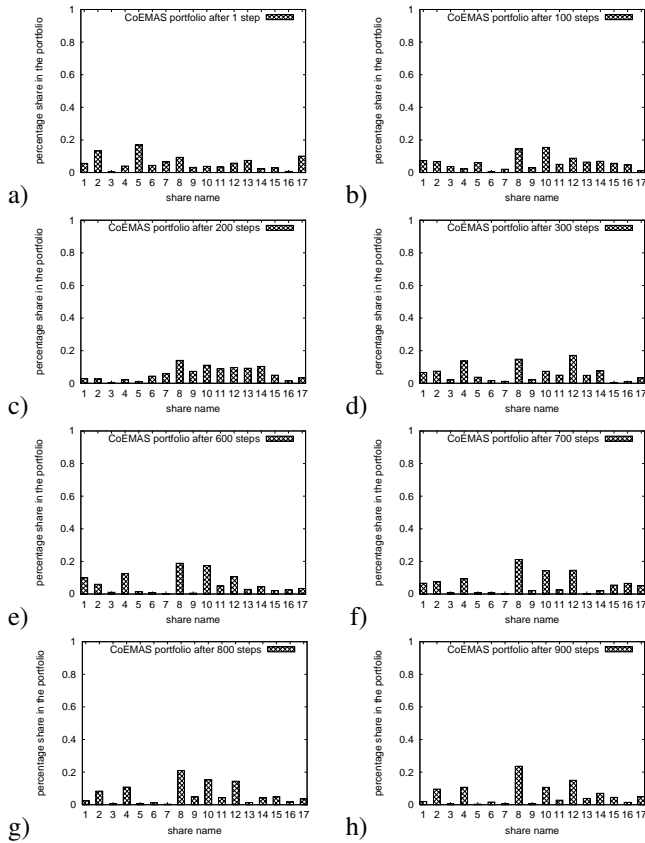 CoEMAS portfolio after 1 step
percentage share in the portfolio
1
0.8
0.6
0.4
0.2
0
1 2 3 4 5 6 7 8 9 10 11 12 13 14 15 16 17
share name
a)
CoEMAS portfolio after 100 steps
percentage share in the portfolio
1
0.8
0.6
0.4
0.2
0
1 2 3 4 5 6 7 8 9 10 11 12 13 14 15 16 17
share name
b)
CoEMAS portfolio after 200 steps
percentage share in the portfolio
1
0.8
0.6
0.4
0.2
0
1 2 3 4 5 6 7 8 9 10 11 12 13 14 15 16 17
share name
c)
CoEMAS portfolio after 300 steps
percentage share in the portfolio
1
0.8
0.6
0.4
0.2
0
1 2 3 4 5 6 7 8 9 10 11 12 13 14 15 16 17
share name
d)
CoEMAS portfolio after 600 steps
percentage share in the portfolio
1
0.8
0.6
0.4
0.2
0
1 2 3 4 5 6 7 8 9 10 11 12 13 14 15 16 17
share name
e)
CoEMAS portfolio after 700 steps
percentage share in the portfolio
1
0.8
0.6
0.4
0.2
0
1 2 3 4 5 6 7 8 9 10 11 12 13 14 15 16 17
share name
f)
CoEMAS portfolio after 800 steps
percentage share in the portfolio
1
0.8
0.6
0.4
0.2
0
1 2 3 4 5 6 7 8 9 10 11 12 13 14 15 16 17
share name
g)
CoEMAS portfolio after 900 steps
percentage share in the portfolio
1
0.8
0.6
0.4
0.2
0
1 2 3 4 5 6 7 8 9 10 11 12 13 14 15 16 17
share name
h)